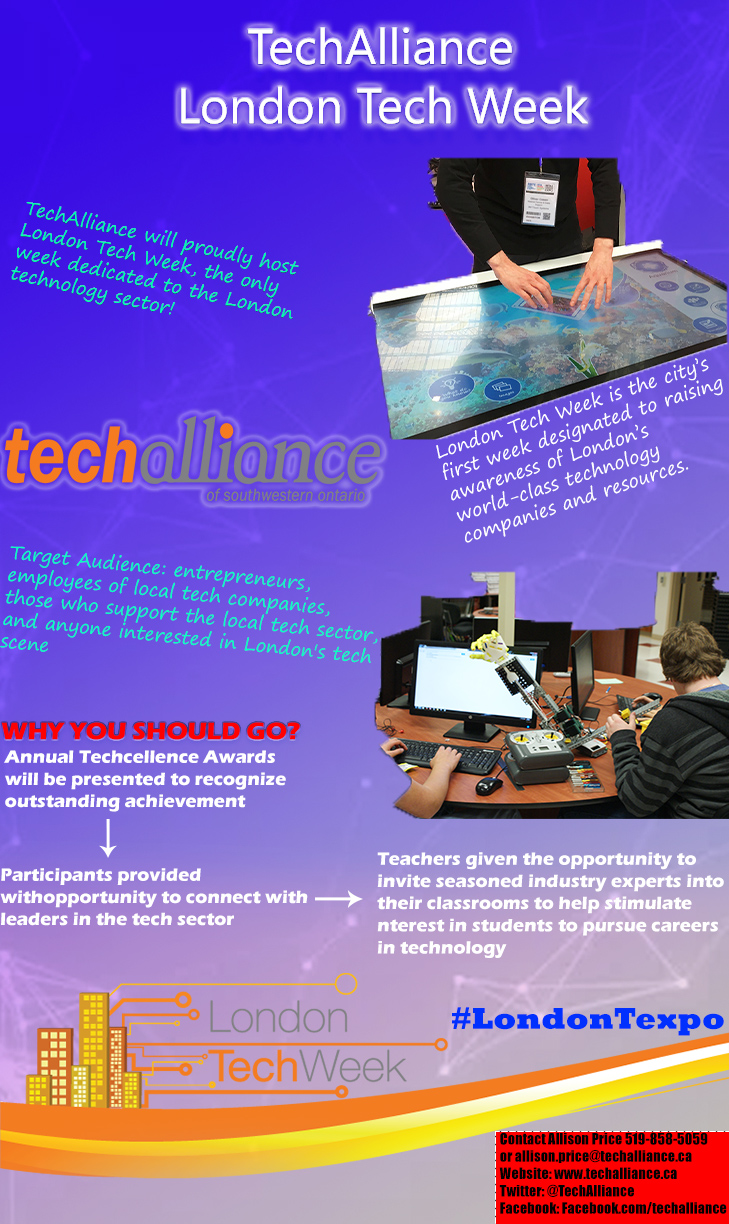 TechAlliance
London Tech Week
TechAlliance will proudly host
London Tech Week, the only
week dedicated to the London
technology sector!
London Tech Week is the city's
first week designated to raising
awareness of London's
world-class technology
companies and resources.
techalliance
of southwestern ontario
Target Audience: entrepreneurs,
employees of local tech companies,
those who support the local tech sector,
and anyone interested in London's tech
scene
WHY YOU SHOULD GO?
Annual Techcellence Awards
will be presented to recognize
outstanding achievement
Participants provided
withopportunity to connect with
leaders in the tech sector
Teachers given the opportunity to
invite seasoned industry experts into
their classrooms to help stimulate
nterest in students to pursue careers
in technology
London
TechWeek
#LondonTexpo
Contact Allison Price 519-858-5059
or allison.price@techalliance.ca
Website: www.techalliance.ca
Twitter: @TechAlliance
Facebook: Facebook.com/techalliance